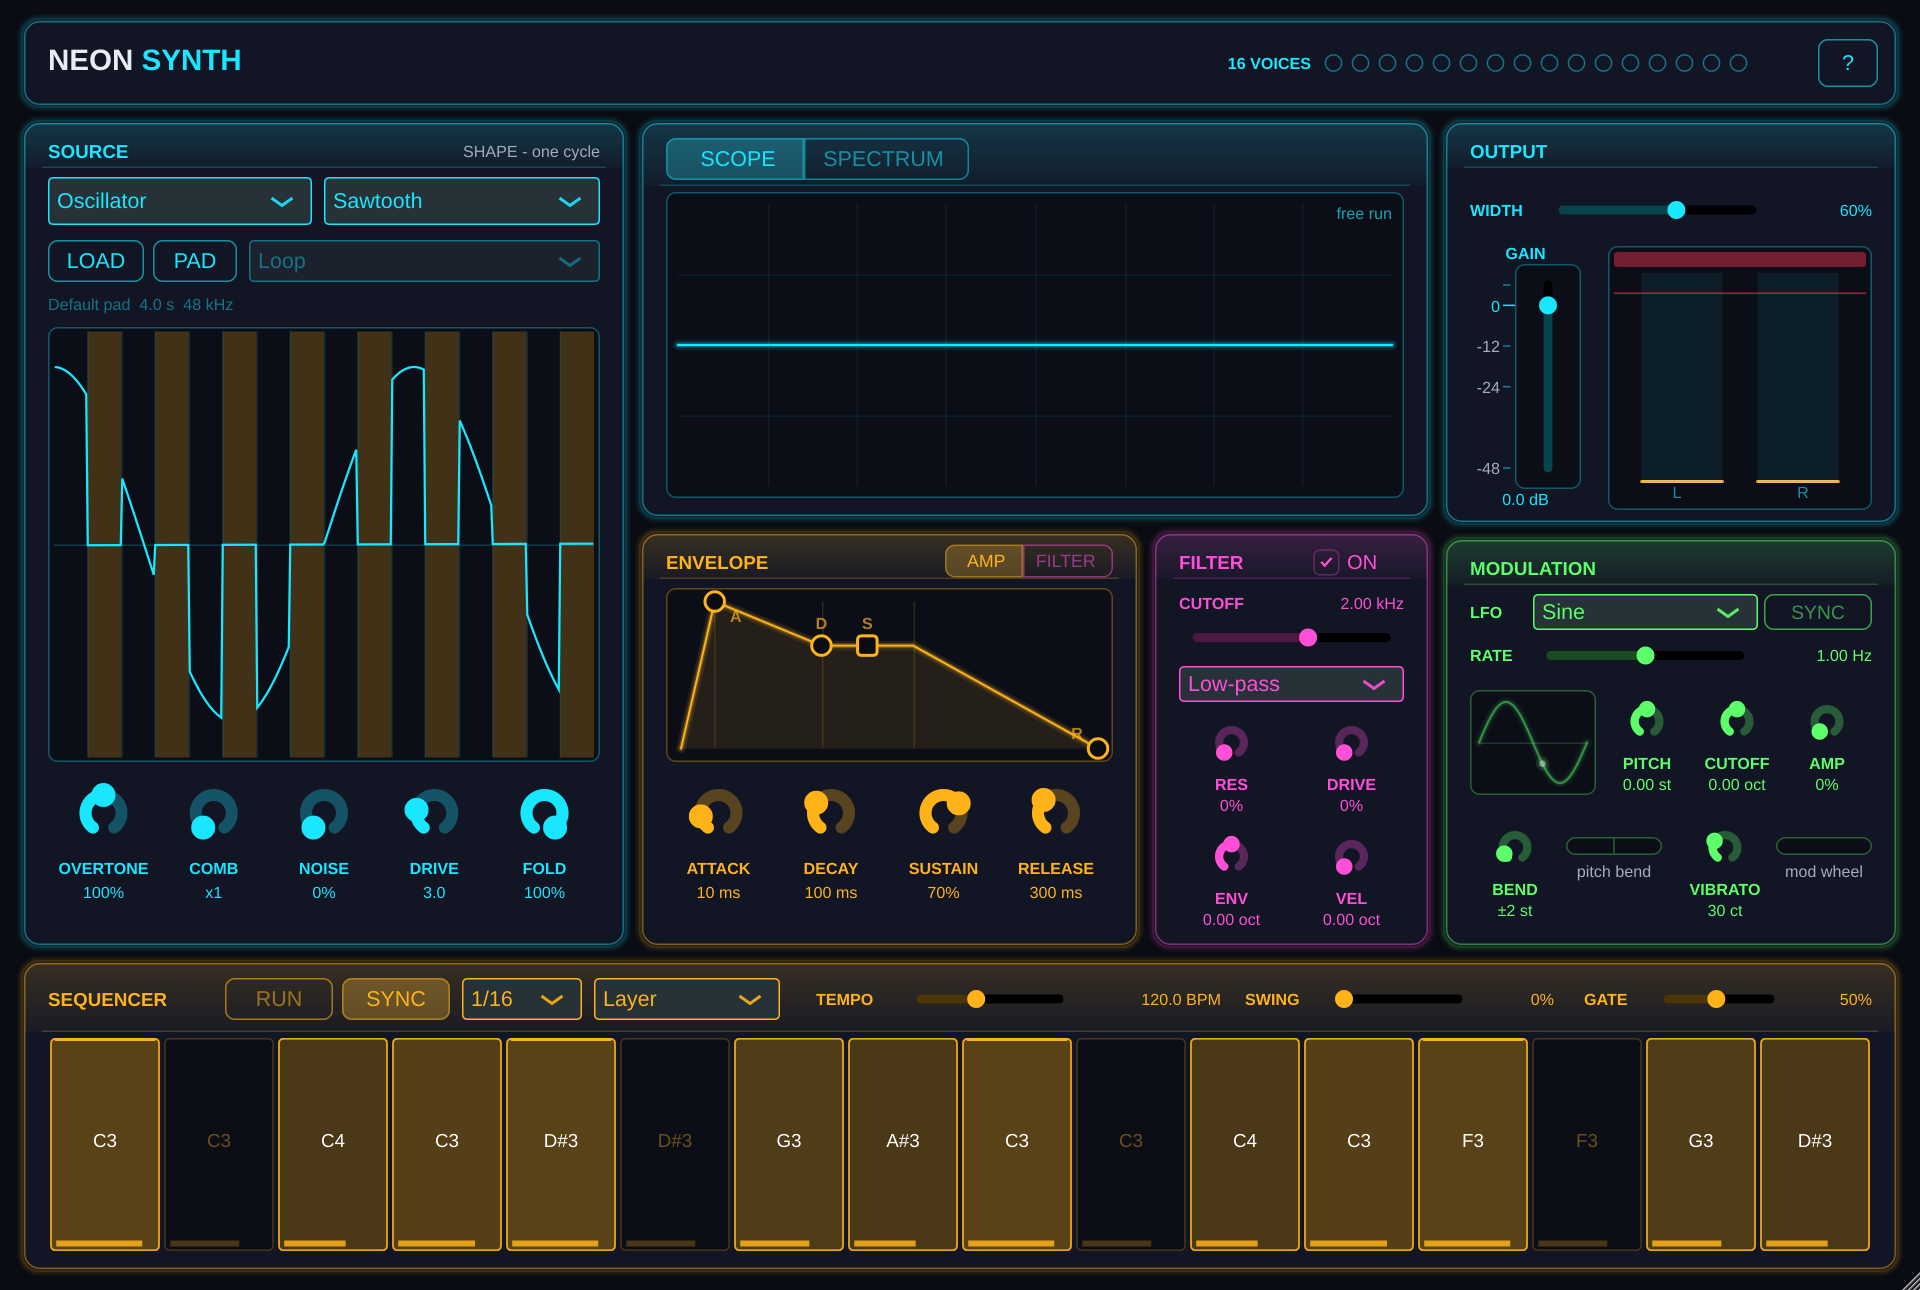 NEON SYNTH
16 VOICES
?
SOURCE
SHAPE - one cycle
Oscillator
Sawtooth
LOAD
PAD
Loop
Default pad 4.0 s 48 kHz
OVERTONE
COMB
NOISE
DRIVE
FOLD
100%
x1
0%
3.0
100%
SCOPE
SPECTRUM
free run
OUTPUT
WIDTH
60%
GAIN
0
-12
-24
-48
0.0 dB
L
R
ENVELOPE
AMP
FILTER
A
D
S
R
ATTACK
DECAY
SUSTAIN
RELEASE
10 ms
100 ms
70%
300 ms
FILTER
ON
CUTOFF
2.00 kHz
Low-pass
RES
DRIVE
0%
0%
ENV
VEL
0.00 oct
0.00 oct
MODULATION
LFO
Sine
SYNC
RATE
1.00 Hz
PITCH
CUTOFF
AMP
0.00 st
0.00 oct
0%
BEND
±2 st
pitch bend
VIBRATO
30 ct
mod wheel
SEQUENCER
RUN
SYNC
1/16
Layer
TEMPO
120.0 BPM
SWING
0%
GATE
50%
C3
C3
C4
C3
D#3
D#3
G3
A#3
C3
C3
C4
C3
F3
F3
G3
D#3